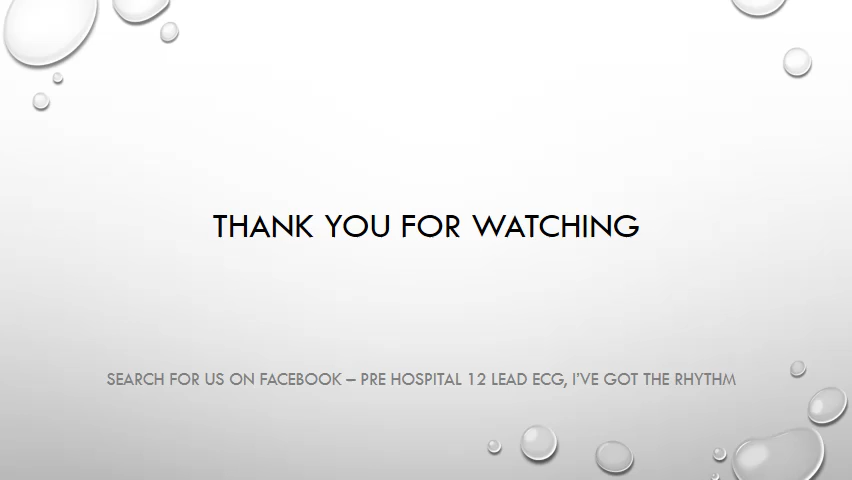 THANK YOU FOR WATCHING
SEARCH FOR US ON FACEBOOK – PRE HOSPITAL 12 LEAD ECG, I'VE GOT THE RHYTHM